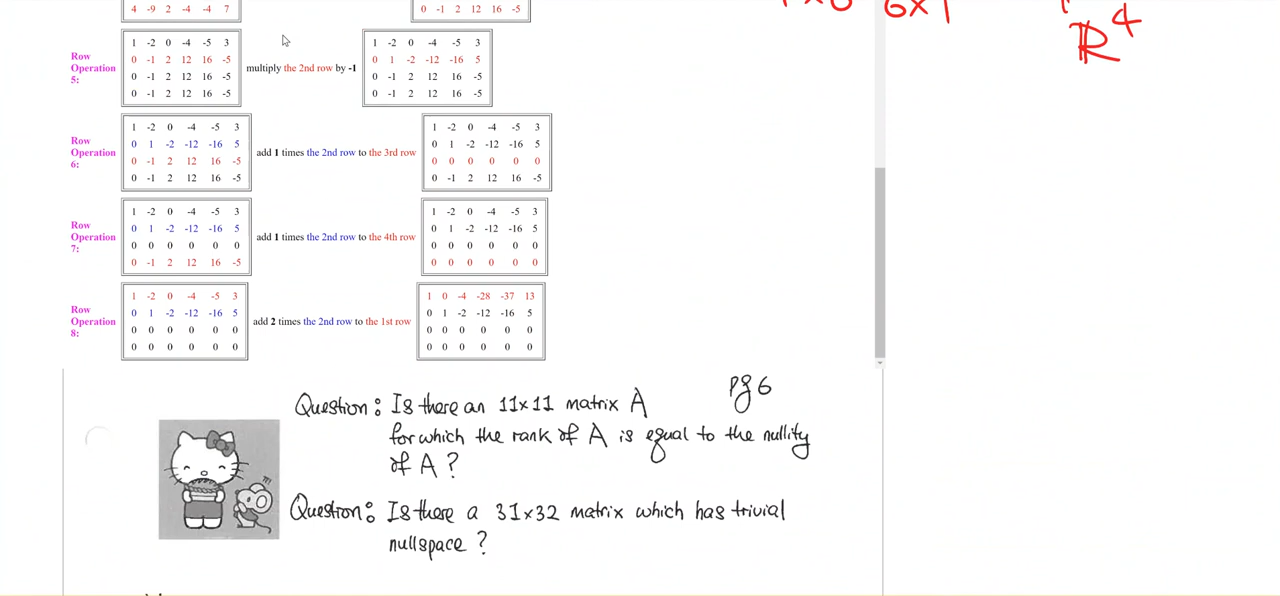 4 -9 2 -4 -4 7
0 -1 2 12 16 -5
ℝ⁴
Row Operation 5:
1 -2 0 -4 -5 3
0 -1 2 12 16 -5
0 -1 2 12 16 -5
0 -1 2 12 16 -5
multiply the 2nd row by -1
1 -2 0 -4 -5 3
0 1 -2 -12 -16 5
0 -1 2 12 16 -5
0 -1 2 12 16 -5
Row Operation 6:
1 -2 0 -4 -5 3
0 1 -2 -12 -16 5
0 -1 2 12 16 -5
0 -1 2 12 16 -5
add 1 times the 2nd row to the 3rd row
1 -2 0 -4 -5 3
0 1 -2 -12 -16 5
0 0 0 0 0 0
0 -1 2 12 16 -5
Row Operation 7:
1 -2 0 -4 -5 3
0 1 -2 -12 -16 5
0 0 0 0 0 0
0 -1 2 12 16 -5
add 1 times the 2nd row to the 4th row
1 -2 0 -4 -5 3
0 1 -2 -12 -16 5
0 0 0 0 0 0
0 0 0 0 0 0
Row Operation 8:
1 -2 0 -4 -5 3
0 1 -2 -12 -16 5
0 0 0 0 0 0
0 0 0 0 0 0
add 2 times the 2nd row to the 1st row
1 0 -4 -28 -37 13
0 1 -2 -12 -16 5
0 0 0 0 0 0
0 0 0 0 0 0
pg 6
Question: Is there an 11×11 matrix A
for which the rank of A is equal to the nullity
of A?
Question: Is there a 31×32 matrix which has trivial
nullspace?